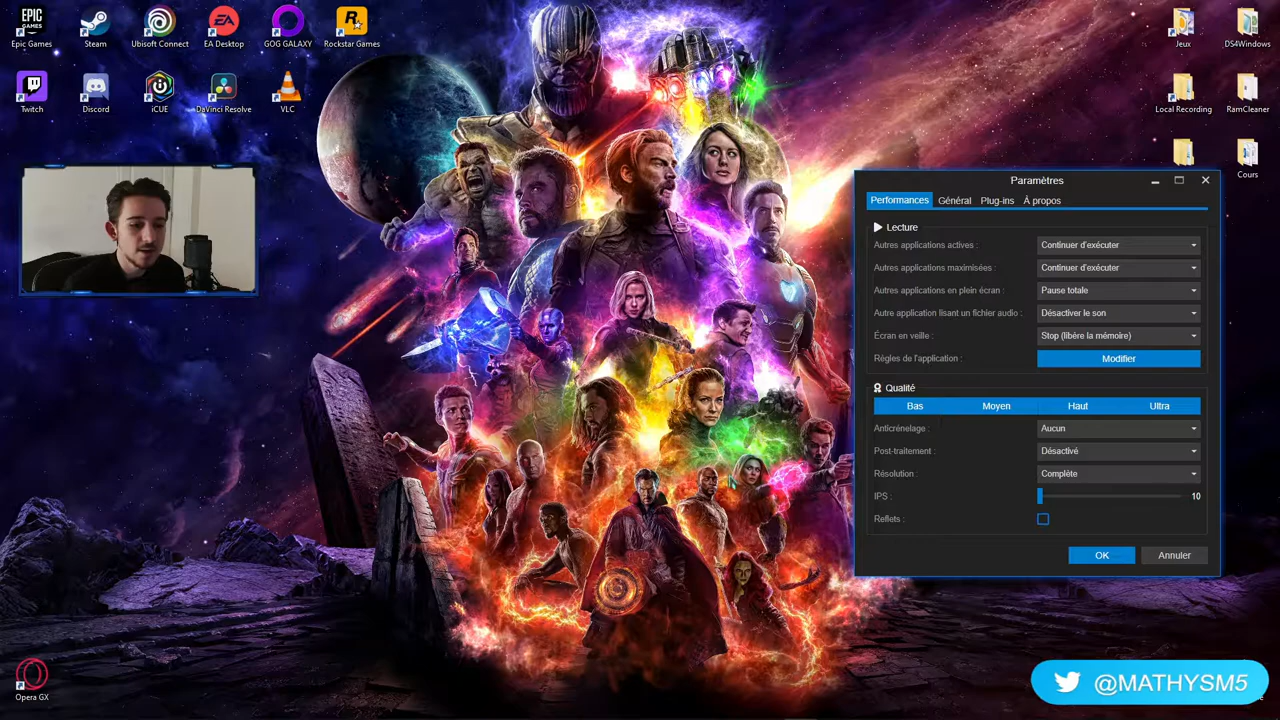 EPIC
GAMES
Epic Games
Steam
Ubisoft Connect
EA
EA Desktop
GOG GALAXY
R
Rockstar Games
Jeux
DS4Windows
Twitch
Discord
iCUE
DaVinci Resolve
VLC
Local Recording
RamCleaner
Cours
Paramètres
Performances
Général
Plug-ins
À propos
Lecture
Autres applications actives :
Continuer d'exécuter
Autres applications maximisées :
Continuer d'exécuter
Autres applications en plein écran :
Pause totale
Autre application lisant un fichier audio :
Désactiver le son
Écran en veille :
Stop (libère la mémoire)
Règles de l'application :
Modifier
Qualité
Bas
Moyen
Haut
Ultra
Anticrénelage :
Aucun
Post-traitement :
Désactivé
Résolution :
Complète
IPS :
10
Reflets :
OK
Annuler
Opera GX
@MATHYSM5